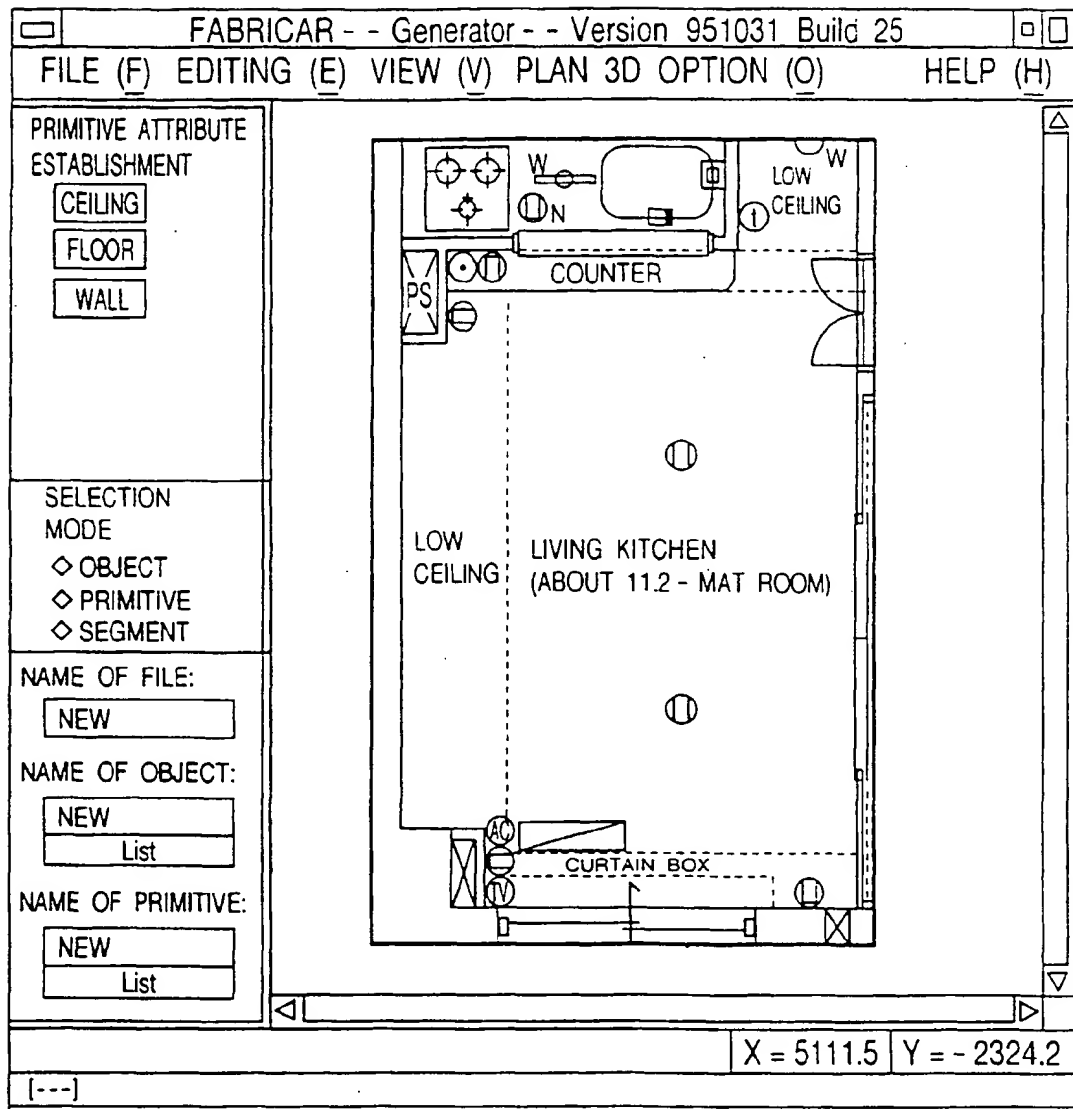 FABRICAR - - Generator - - Version 951031 Build 25
FILE (F) EDITING (E) VIEW (V) PLAN 3D OPTION (O) HELP (H)
PRIMITIVE ATTRIBUTE
ESTABLISHMENT
CEILING
FLOOR
WALL
SELECTION
MODE
◇ OBJECT
◇ PRIMITIVE
◇ SEGMENT
NAME OF FILE:
NEW
NAME OF OBJECT:
NEW
List
NAME OF PRIMITIVE:
NEW
List
W
N
W
LOW
CEILING
t
COUNTER
PS
LOW
CEILING
LIVING KITCHEN
(ABOUT 11.2 - MAT ROOM)
AC
CURTAIN BOX
TV
X = 5111.5
Y = - 2324.2
[---]